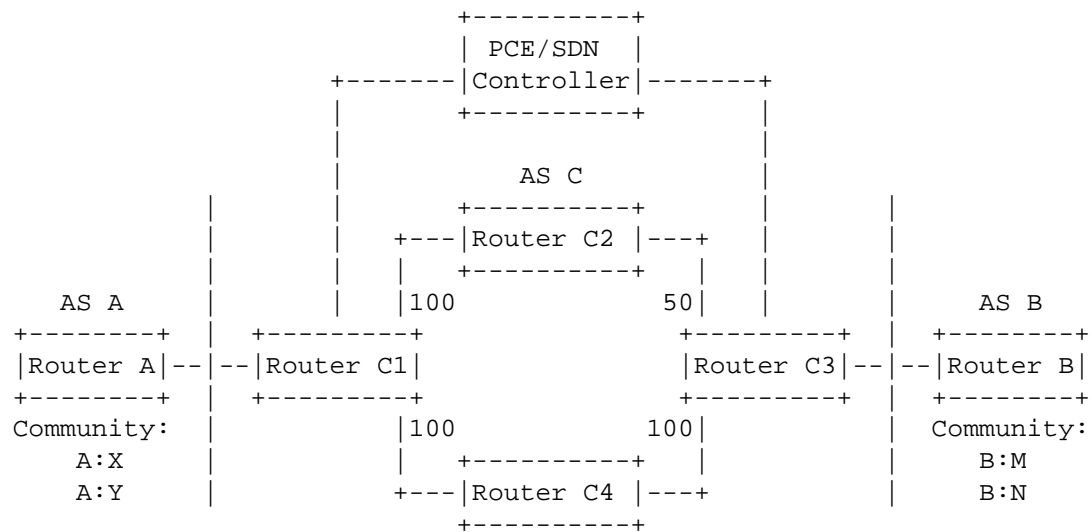 PCE/SDN
Controller
AS C
Router C2
AS A 100 50 AS B
Router A Router C1 Router C3 Router B
Community: 100 100 Community:
A:X B:M
A:Y Router C4 B:N